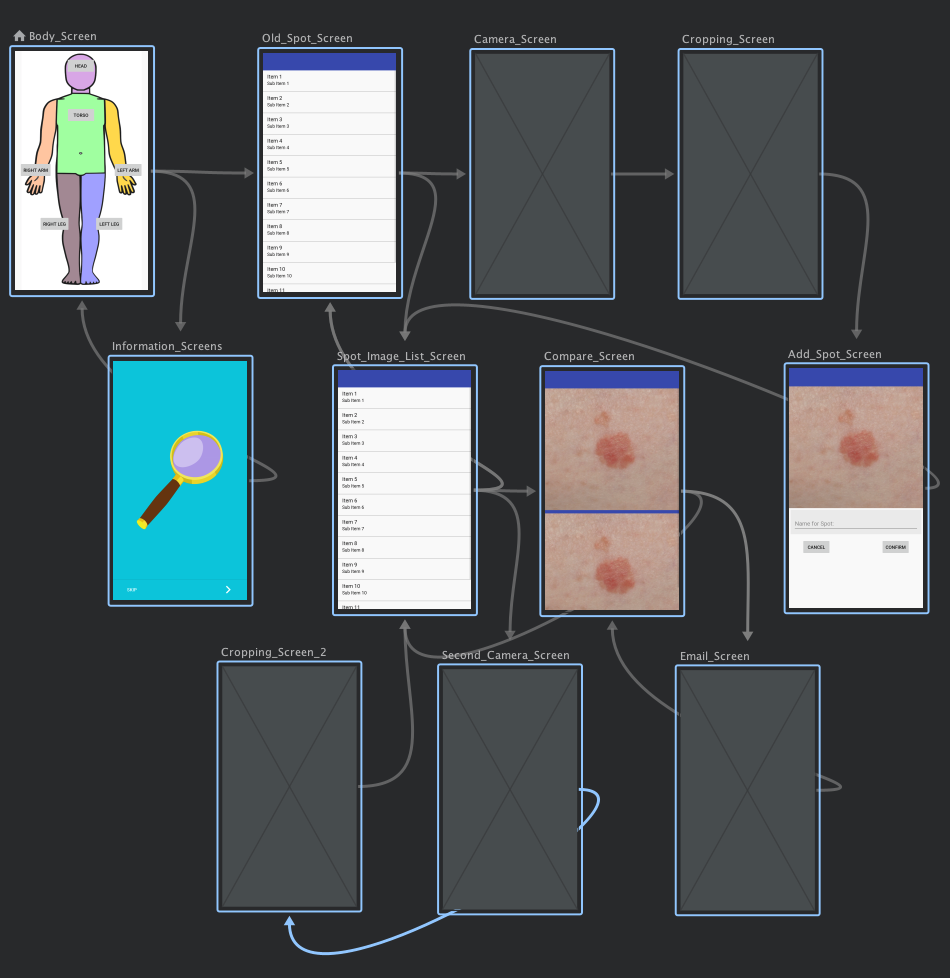 Body_Screen
HEAD
TORSO
RIGHT ARM
LEFT ARM
RIGHT LEG
LEFT LEG
Old_Spot_Screen
Item 1
Sub Item 1
Item 2
Sub Item 2
Item 3
Sub Item 3
Item 4
Sub Item 4
Item 5
Sub Item 5
Item 6
Sub Item 6
Item 7
Sub Item 7
Item 8
Sub Item 8
Item 9
Sub Item 9
Item 10
Sub Item 10
Item 11
Camera_Screen
Cropping_Screen
Information_Screens
SKIP
Spot_Image_List_Screen
Item 1
Sub Item 1
Item 2
Sub Item 2
Item 3
Sub Item 3
Item 4
Sub Item 4
Item 5
Sub Item 5
Item 6
Sub Item 6
Item 7
Sub Item 7
Item 8
Sub Item 8
Item 9
Sub Item 9
Item 10
Sub Item 10
Item 11
Compare_Screen
Add_Spot_Screen
Name for Spot:
CANCEL
CONFIRM
Cropping_Screen_2
Second_Camera_Screen
Email_Screen